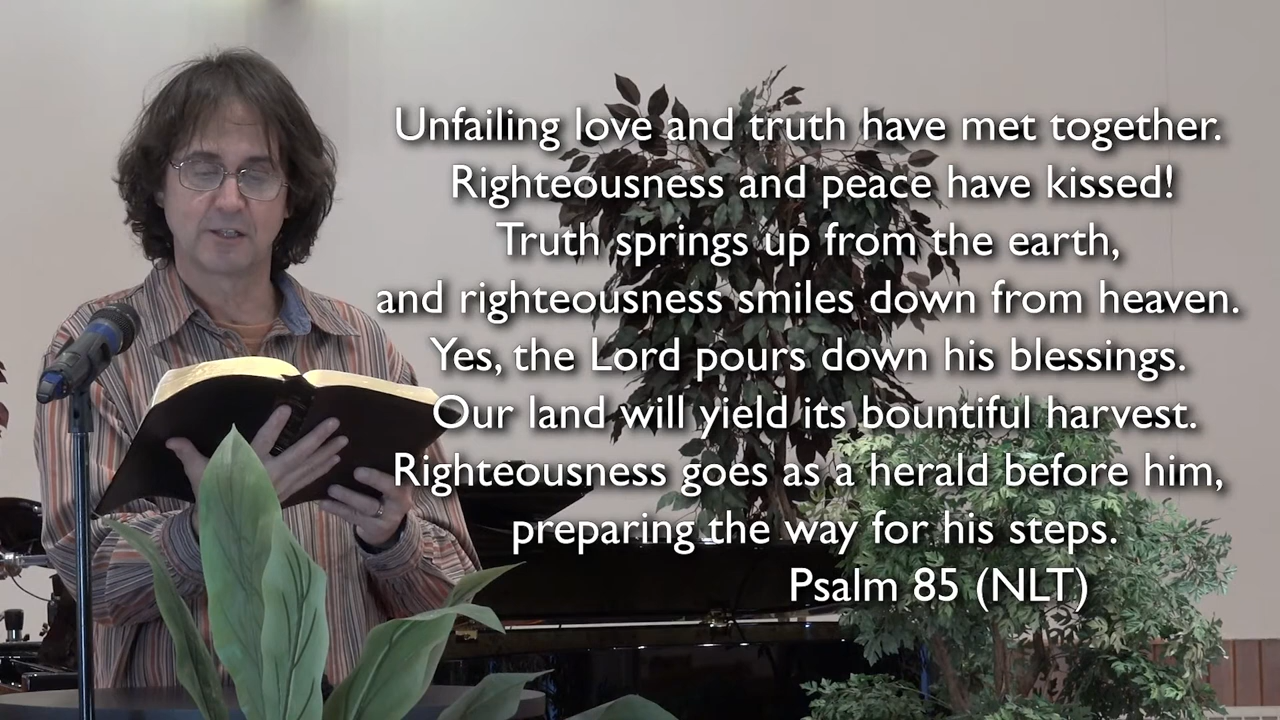 Unfailing love and truth have met together.
Righteousness and peace have kissed!
Truth springs up from the earth,
and righteousness smiles down from heaven.
Yes, the Lord pours down his blessings.
Our land will yield its bountiful harvest.
Righteousness goes as a herald before him,
preparing the way for his steps.
Psalm 85 (NLT)